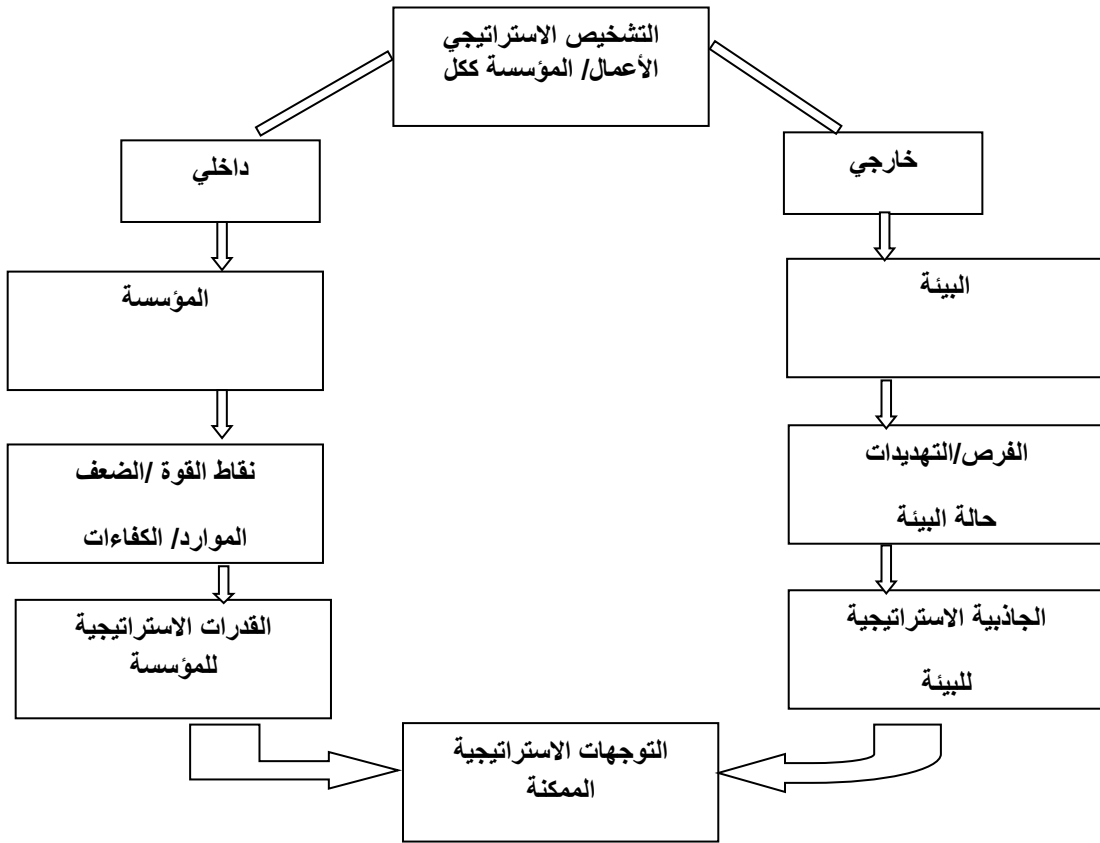 التشخيص الاستراتيجي
الأعمال/ المؤسسة ككل
خارجي
داخلي
البيئة
المؤسسة
الفرص/التهديدات
حالة البيئة
نقاط القوة /الضعف
الموارد/ الكفاءات
الجاذبية الاستراتيجية
للبيئة
القدرات الاستراتيجية
للمؤسسة
التوجهات الاستراتيجية
الممكنة